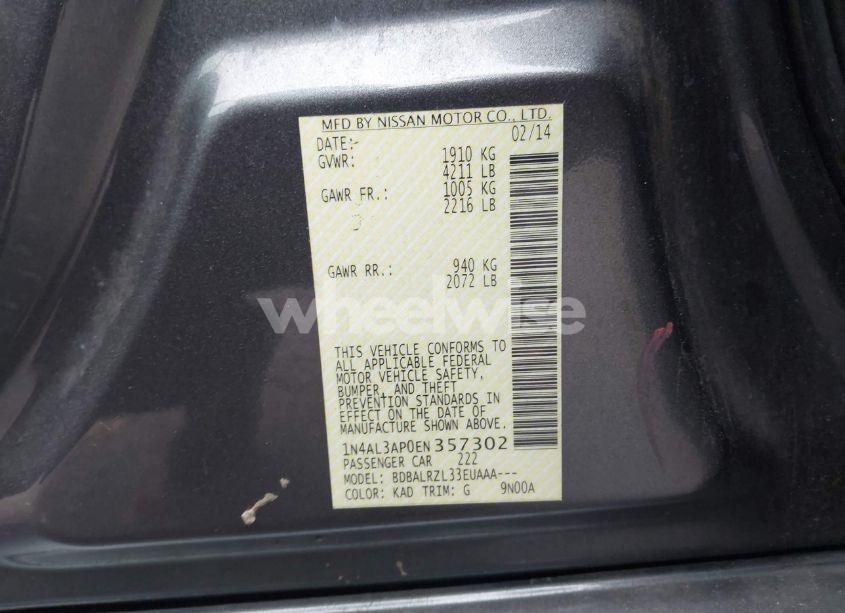 MFD BY NISSAN MOTOR CO., LTD.
DATE:- 02/14
GVWR: 1910 KG
4211 LB
GAWR FR.: 1005 KG
2216 LB
GAWR RR.: 940 KG
2072 LB
wheelwise
THIS VEHICLE CONFORMS TO
ALL APPLICABLE FEDERAL
MOTOR VEHICLE SAFETY,
BUMPER, AND THEFT
PREVENTION STANDARDS IN
EFFECT ON THE DATE OF
MANUFACTURE SHOWN ABOVE.
1N4AL3AP0EN357302
PASSENGER CAR 222
MODEL: BDBALRZL33EUAAA---
COLOR: KAD TRIM: G 9N00A